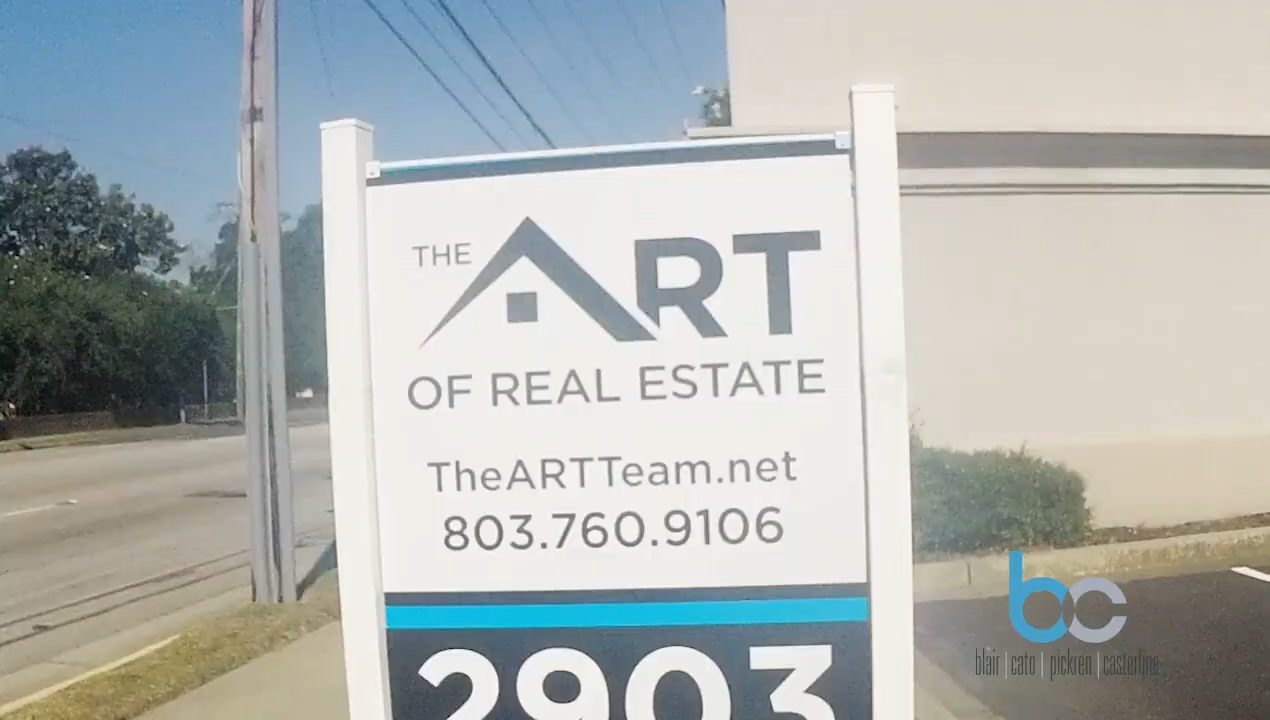 THE ART
OF REAL ESTATE
TheARTTeam.net
803.760.9106
2903
bc
blair | cato | pickren | casterline